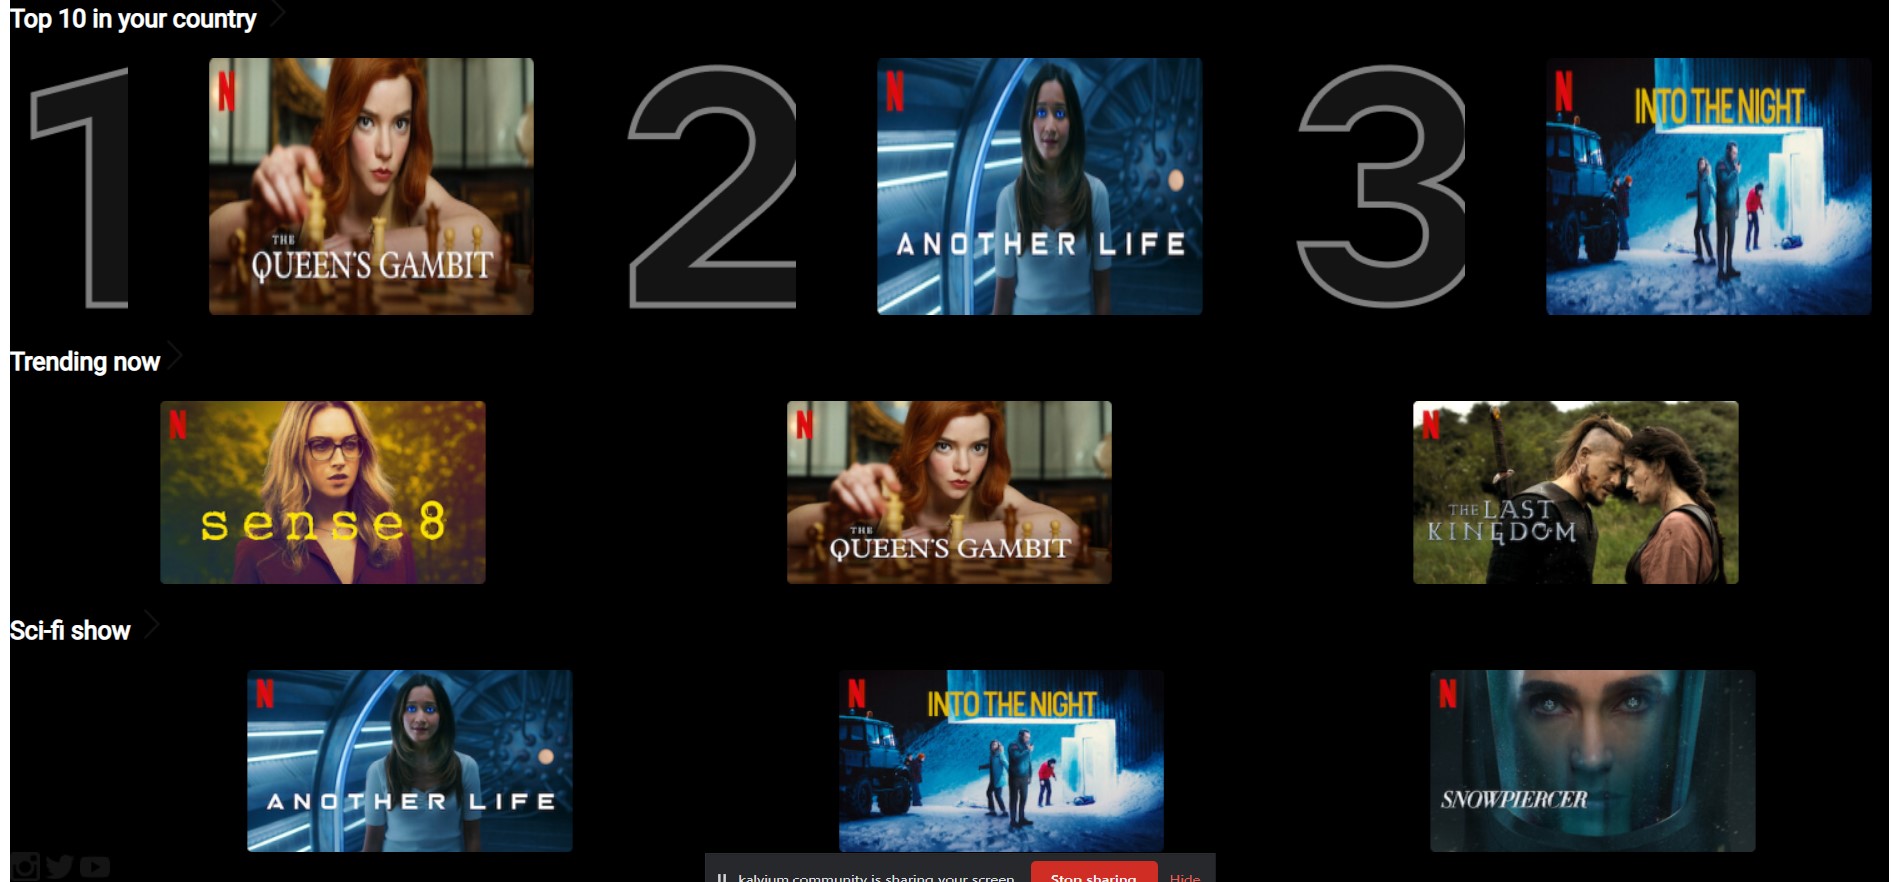 Top 10 in your country
1
N
THE
QUEEN'S GAMBIT
2
N
ANOTHER LIFE
3
N
INTO THE NIGHT
Trending now
N
sense8
N
THE
QUEEN'S GAMBIT
N
THE LAST
KINGDOM
Sci-fi show
N
ANOTHER LIFE
N
INTO THE NIGHT
N
SNOWPIERCER
kalvium.community is sharing your screen.
Stop sharing
Hide